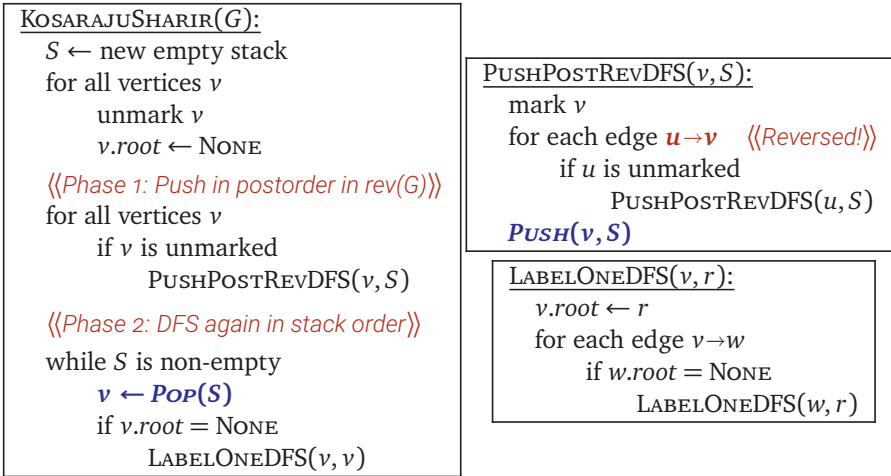 KOSARAJUSHARIR(G):
S ← new empty stack
for all vertices v
unmark v
v.root ← NONE
⟨⟨Phase 1: Push in postorder in rev(G)⟩⟩
for all vertices v
if v is unmarked
PUSHPOSTREVDFS(v, S)
⟨⟨Phase 2: DFS again in stack order⟩⟩
while S is non-empty
v ← POP(S)
if v.root = NONE
LABELONEDFS(v, v)
PUSHPOSTREVDFS(v, S):
mark v
for each edge u→v ⟨⟨Reversed!⟩⟩
if u is unmarked
PUSHPOSTREVDFS(u, S)
PUSH(v, S)
LABELONEDFS(v, r):
v.root ← r
for each edge v→w
if w.root = NONE
LABELONEDFS(w, r)